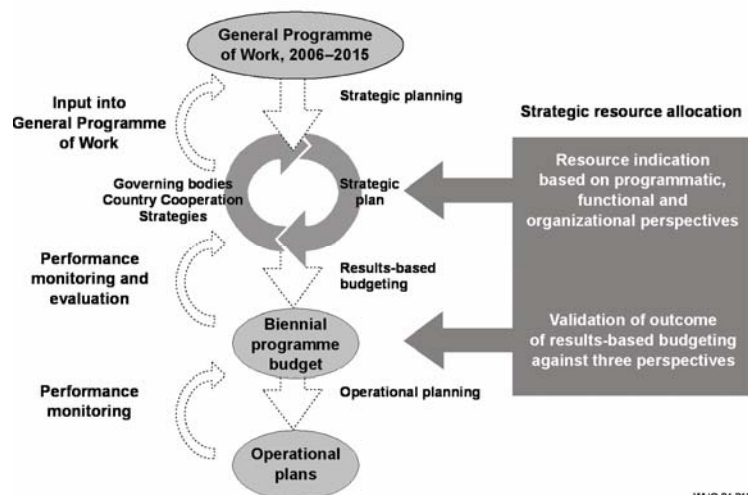 General Programme
of Work, 2006–2015
Strategic planning
Input into
General Programme
of Work
Strategic resource allocation
Resource indication
based on programmatic,
functional and
organizational perspectives
Governing bodies
Country Cooperation
Strategies
Strategic
plan
Performance
monitoring and
evaluation
Results-based
budgeting
Biennial
programme
budget
Validation of outcome
of results-based budgeting
against three perspectives
Performance
monitoring
Operational planning
Operational
plans